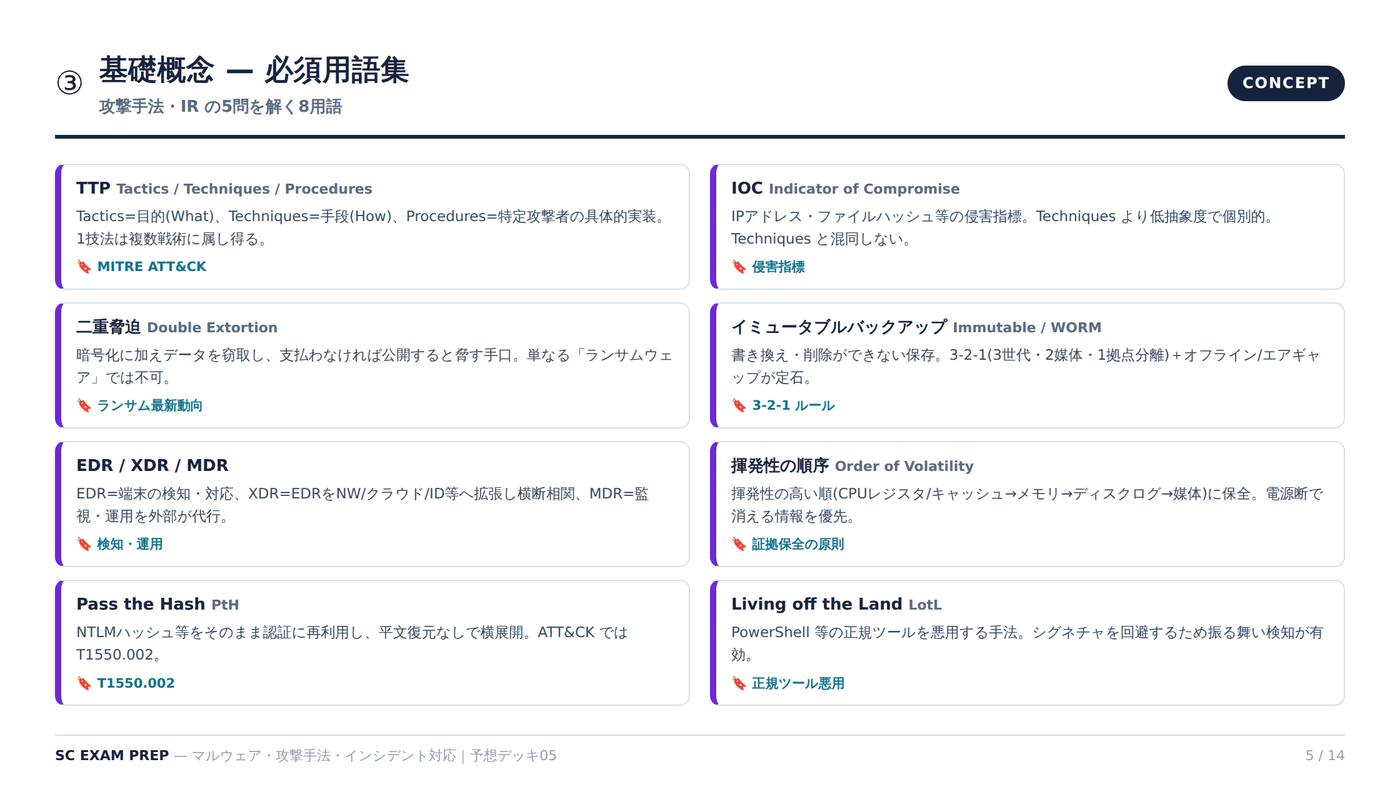 ③
基礎概念 — 必須用語集
攻撃手法・IR の5問を解く8用語
CONCEPT
TTP Tactics / Techniques / Procedures
Tactics=目的(What)、Techniques=手段(How)、Procedures=特定攻撃者の具体的実装。
1技法は複数戦術に属し得る。
🔖 MITRE ATT&CK
IOC Indicator of Compromise
IPアドレス・ファイルハッシュ等の侵害指標。Techniques より低抽象度で個別的。
Techniques と混同しない。
🔖 侵害指標
二重脅迫 Double Extortion
暗号化に加えデータを窃取し、支払わなければ公開すると脅す手口。単なる「ランサムウェ
ア」では不可。
🔖 ランサム最新動向
イミュータブルバックアップ Immutable / WORM
書き換え・削除ができない保存。3-2-1(3世代・2媒体・1拠点分離)＋オフライン/エアギャ
ップが定石。
🔖 3-2-1 ルール
EDR / XDR / MDR
EDR=端末の検知・対応、XDR=EDRをNW/クラウド/ID等へ拡張し横断相関、MDR=監
視・運用を外部が代行。
🔖 検知・運用
揮発性の順序 Order of Volatility
揮発性の高い順(CPUレジスタ/キャッシュ→メモリ→ディスクログ→媒体)に保全。電源断で
消える情報を優先。
🔖 証拠保全の原則
Pass the Hash PtH
NTLMハッシュ等をそのまま認証に再利用し、平文復元なしで横展開。ATT&CK では
T1550.002。
🔖 T1550.002
Living off the Land LotL
PowerShell 等の正規ツールを悪用する手法。シグネチャを回避するため振る舞い検知が有
効。
🔖 正規ツール悪用
SC EXAM PREP — マルウェア・攻撃手法・インシデント対応｜予想デッキ05
5 / 14